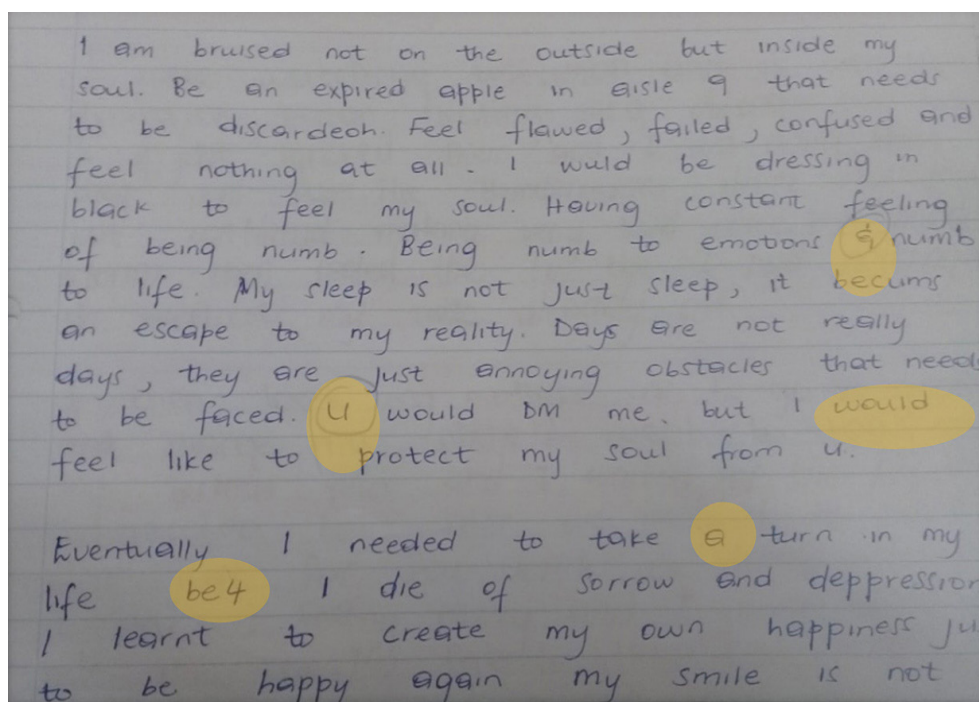 I am bruised not on the outside but inside my
soul. Be an expired apple in aisle 9 that needs
to be discardeoh. Feel flawed, failed, confused and
feel nothing at all. I wuld be dressing in
black to feel my soul. Having constant feeling
of being numb. Being numb to emotions & numb
to life. My sleep is not just sleep, it becums
an escape to my reality. Days are not really
days, they are just annoying obstacles that needs
to be faced. U would DM me. but I would
feel like to protect my soul from u.
Eventually I needed to take a turn in my
life be4 I die of sorrow and deppression
I learnt to create my own happiness ju
to be happy again my smile is not